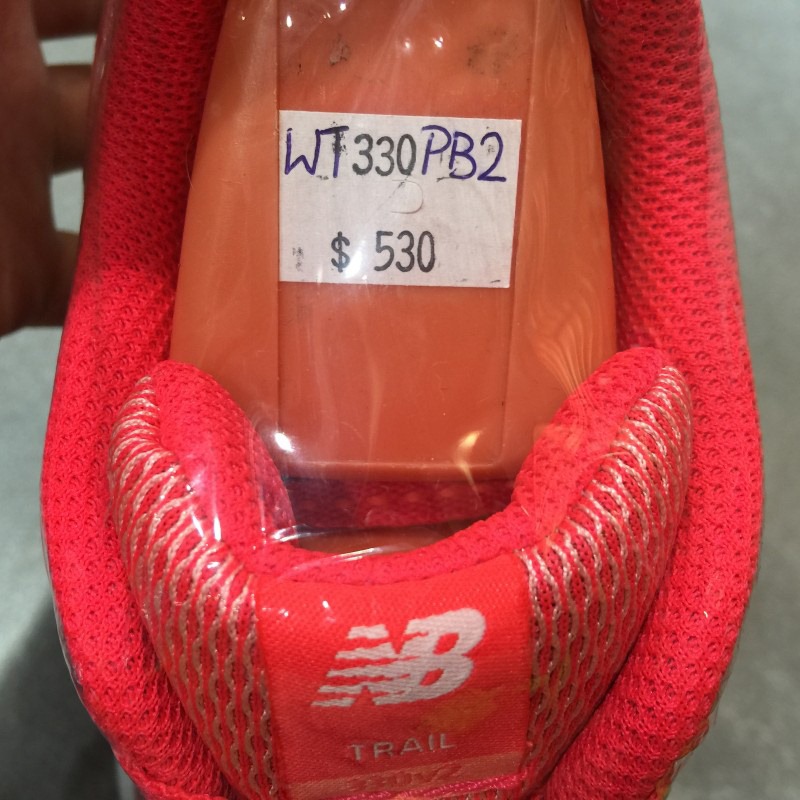 WT330PB2
$ 530
NB
TRAIL